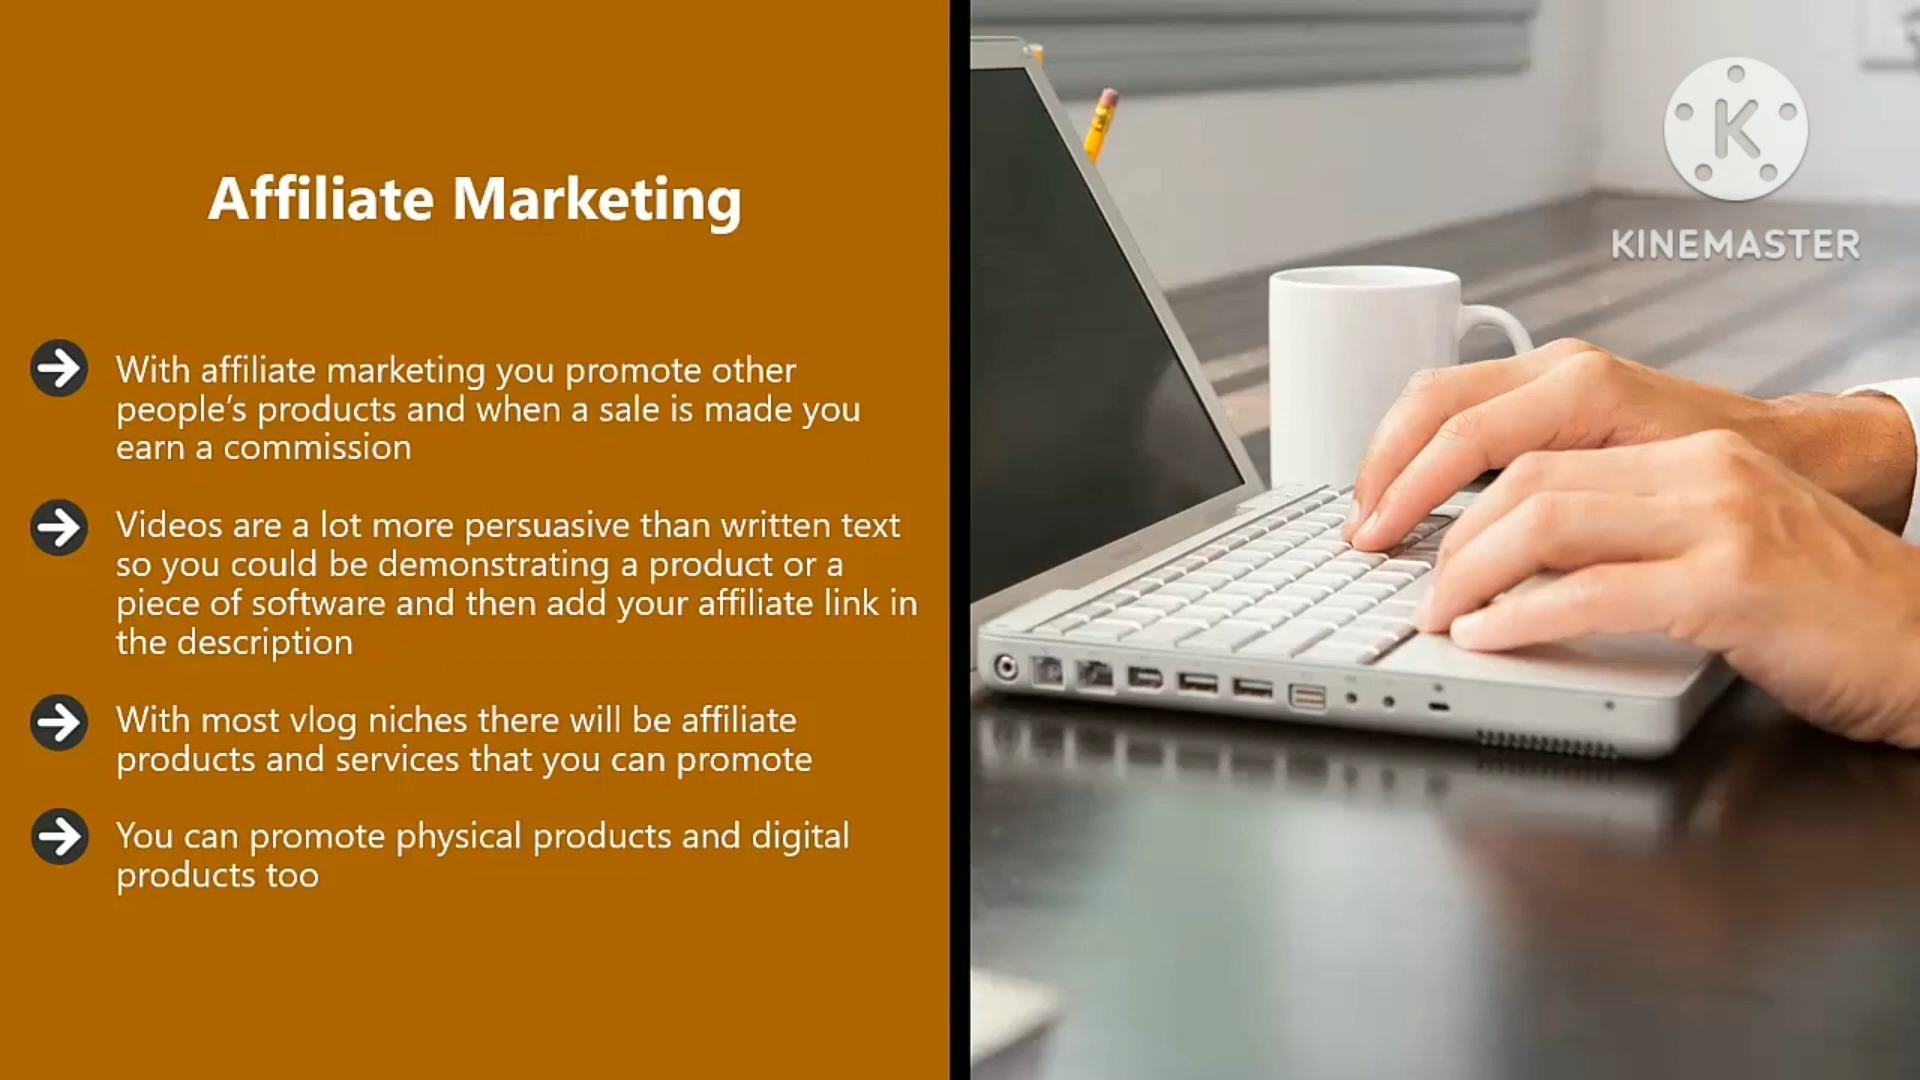 Affiliate Marketing
With affiliate marketing you promote other
people's products and when a sale is made you
earn a commission
Videos are a lot more persuasive than written text
so you could be demonstrating a product or a
piece of software and then add your affiliate link in
the description
With most vlog niches there will be affiliate
products and services that you can promote
You can promote physical products and digital
products too
K
KINEMASTER